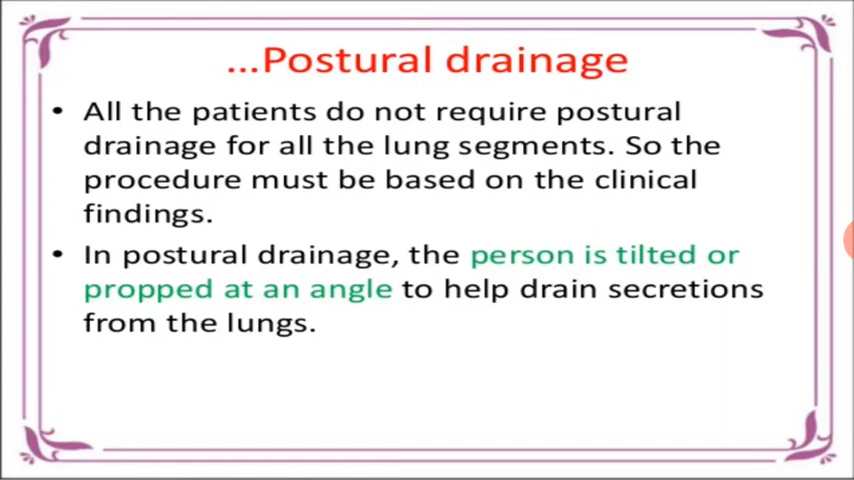 ...Postural drainage
• All the patients do not require postural
drainage for all the lung segments. So the
procedure must be based on the clinical
findings.
• In postural drainage, the person is tilted or
propped at an angle to help drain secretions
from the lungs.